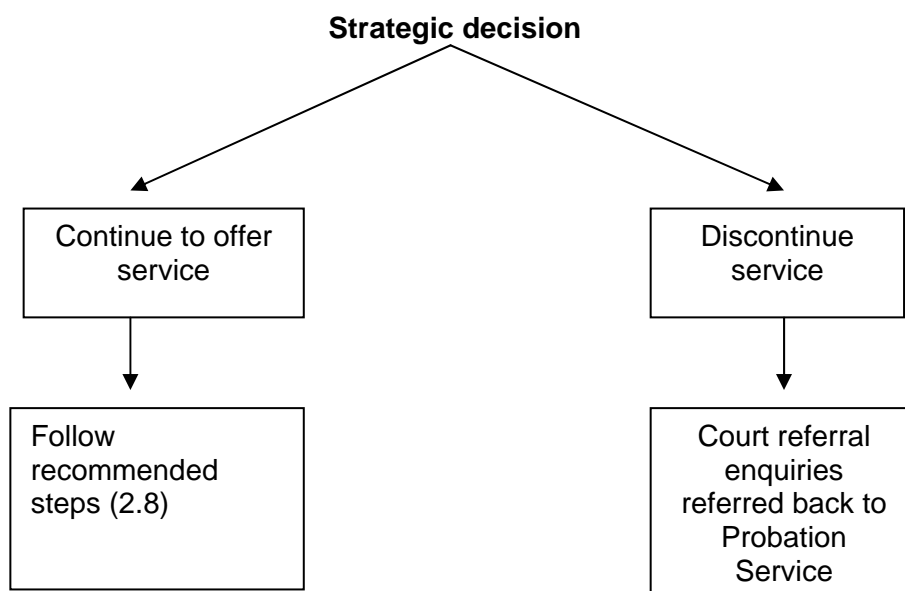 Strategic decision
Continue to offer
service
Discontinue
service
Follow
recommended
steps (2.8)
Court referral
enquiries
referred back to
Probation
Service